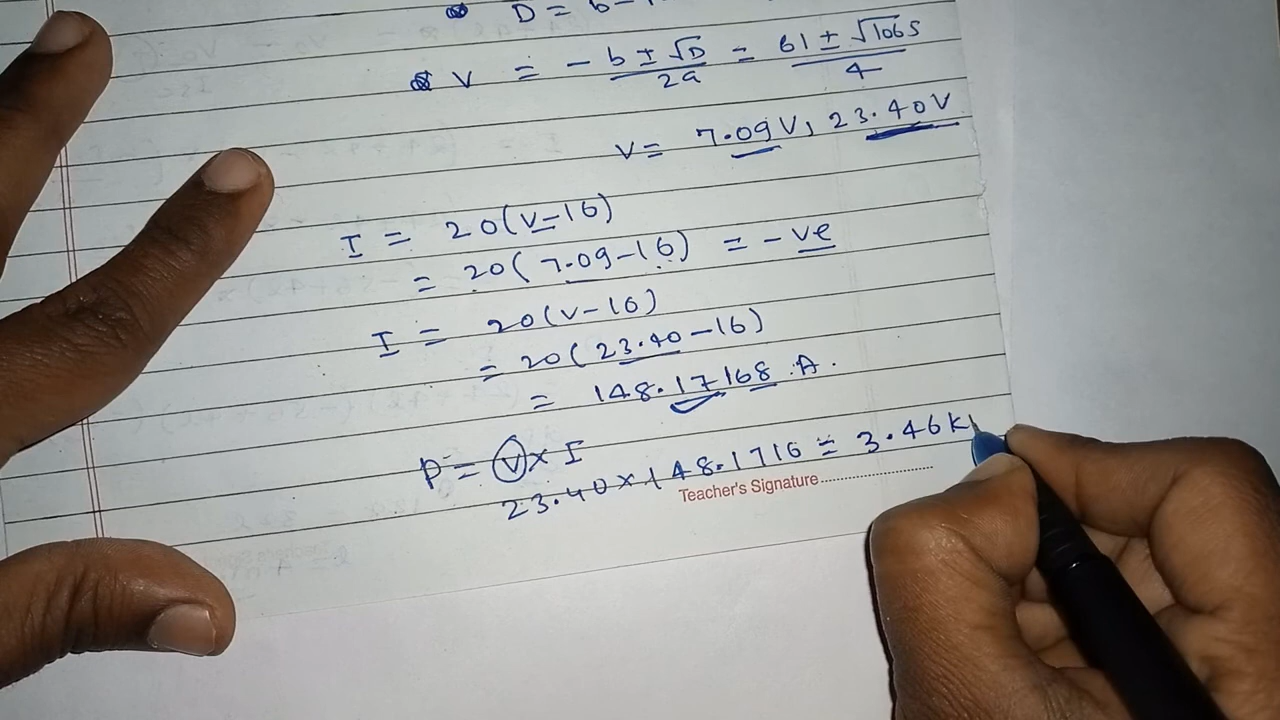 D = b -
V = - b ± √D / 2a = 61 ± √1065 / 4
V = 7.09 V, 23.40 V
I = 20(V-16)
= 20(7.09-16) = -ve
I = 20(V-16)
= 20(23.40-16)
= 148.17168 A.
P = V × I
23.40 × 148.1716 = 3.46 k
Teacher's Signature